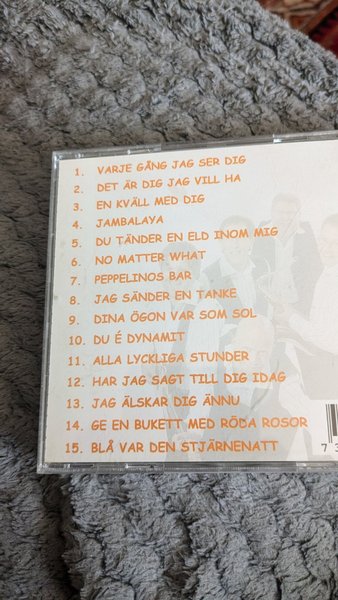 1. VARJE GÅNG JAG SER DIG
2. DET ÄR DIG JAG VILL HA
3. EN KVÄLL MED DIG
4. JAMBALAYA
5. DU TÄNDER EN ELD INOM MIG
6. NO MATTER WHAT
7. PEPPELINOS BAR
8. JAG SÄNDER EN TANKE
9. DINA ÖGON VAR SOM SOL
10. DU É DYNAMIT
11. ALLA LYCKLIGA STUNDER
12. HAR JAG SAGT TILL DIG IDAG
13. JAG ÄLSKAR DIG ÄNNU
14. GE EN BUKETT MED RÖDA ROSOR
15. BLÅ VAR DEN STJÄRNENATT
7